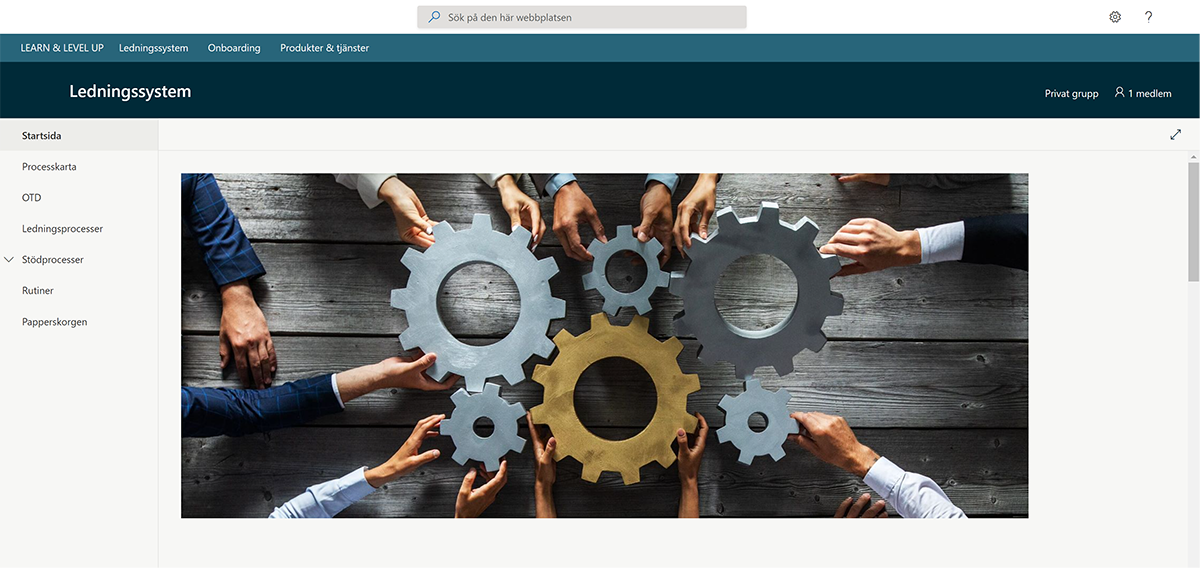 Sök på den här webbplatsen
?
LEARN & LEVEL UP Ledningssystem Onboarding Produkter & tjänster
Ledningssystem
Privat grupp 1 medlem
Startsida
Processkarta
OTD
Ledningsprocesser
Stödprocesser
Rutiner
Papperskorgen